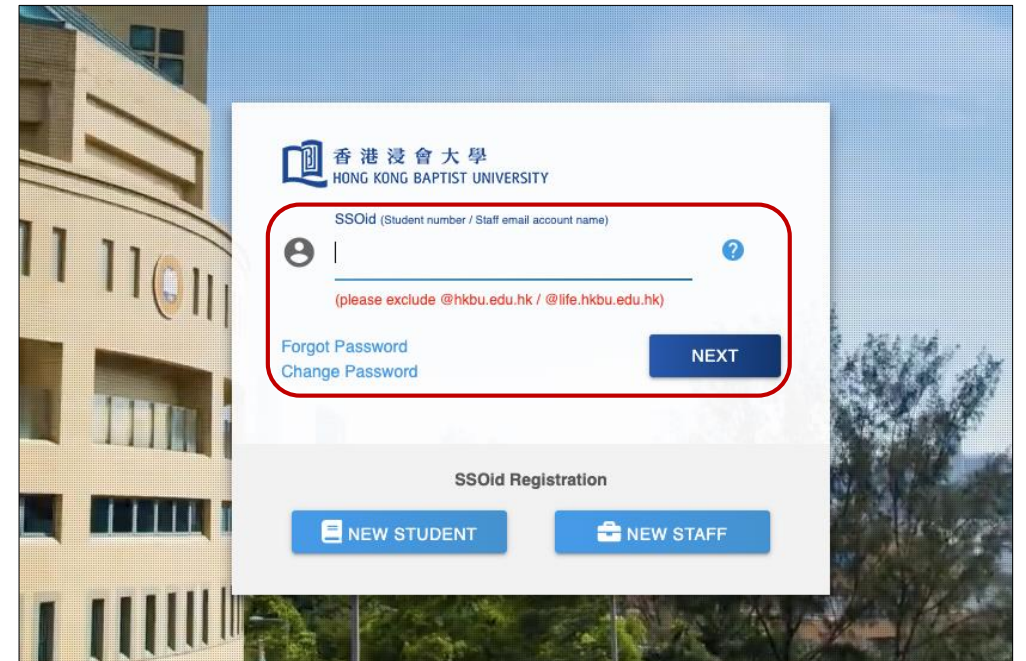 香港浸會大學
HONG KONG BAPTIST UNIVERSITY
SSOid (Student number / Staff email account name)
(please exclude @hkbu.edu.hk / @life.hkbu.edu.hk)
Forgot Password
NEXT
Change Password
SSOid Registration
NEW STUDENT
NEW STAFF